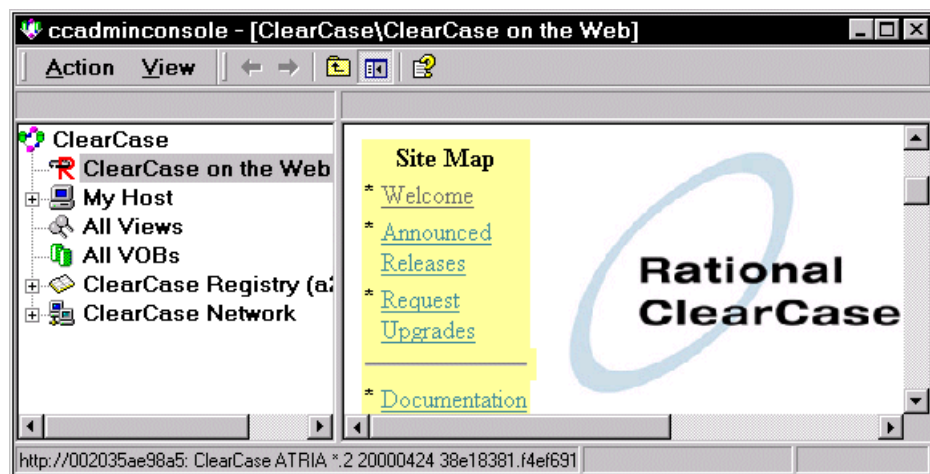 ccadminconsole - [ClearCase\ClearCase on the Web]
Action View
ClearCase
ClearCase on the Web
My Host
All Views
All VOBs
ClearCase Registry (a
ClearCase Network
Site Map
* Welcome
* Announced
Releases
* Request
Upgrades
* Documentation
Rational
ClearCase
http://002035ae98a5: ClearCase ATRIA *.2 20000424 38e18381.f4ef691